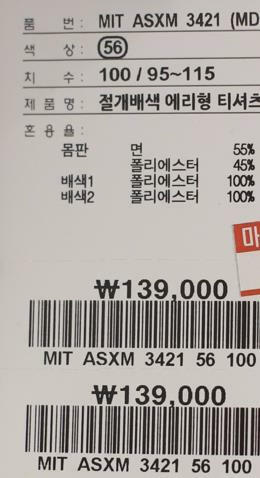 품 번: MIT ASXM 3421 (MD
색 상: 56
치 수: 100 / 95~115
제 품 명: 절개배색 에리형 티셔츠
혼 용 율:
몸판 면 55%
폴리에스터 45%
배색1 폴리에스터 100%
배색2 폴리에스터 100%
마
₩139,000
MIT ASXM 3421 56 100
₩139,000
MIT ASXM 3421 56 100